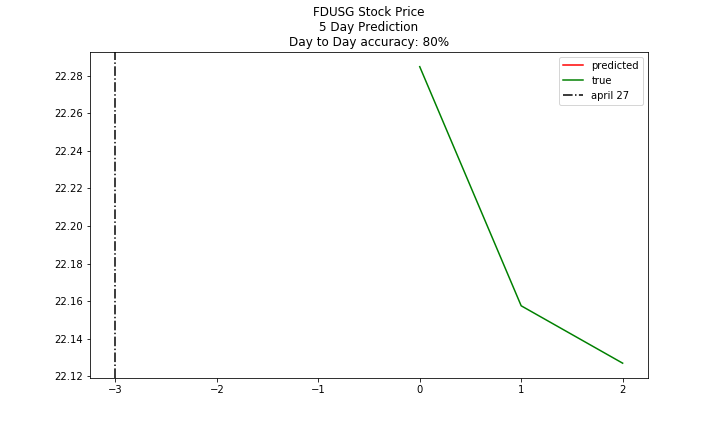 FDUSG Stock Price
5 Day Prediction
Day to Day accuracy: 80%
predicted
true
april 27
22.28
22.26
22.24
22.22
22.20
22.18
22.16
22.14
22.12
−3
−2
−1
0
1
2